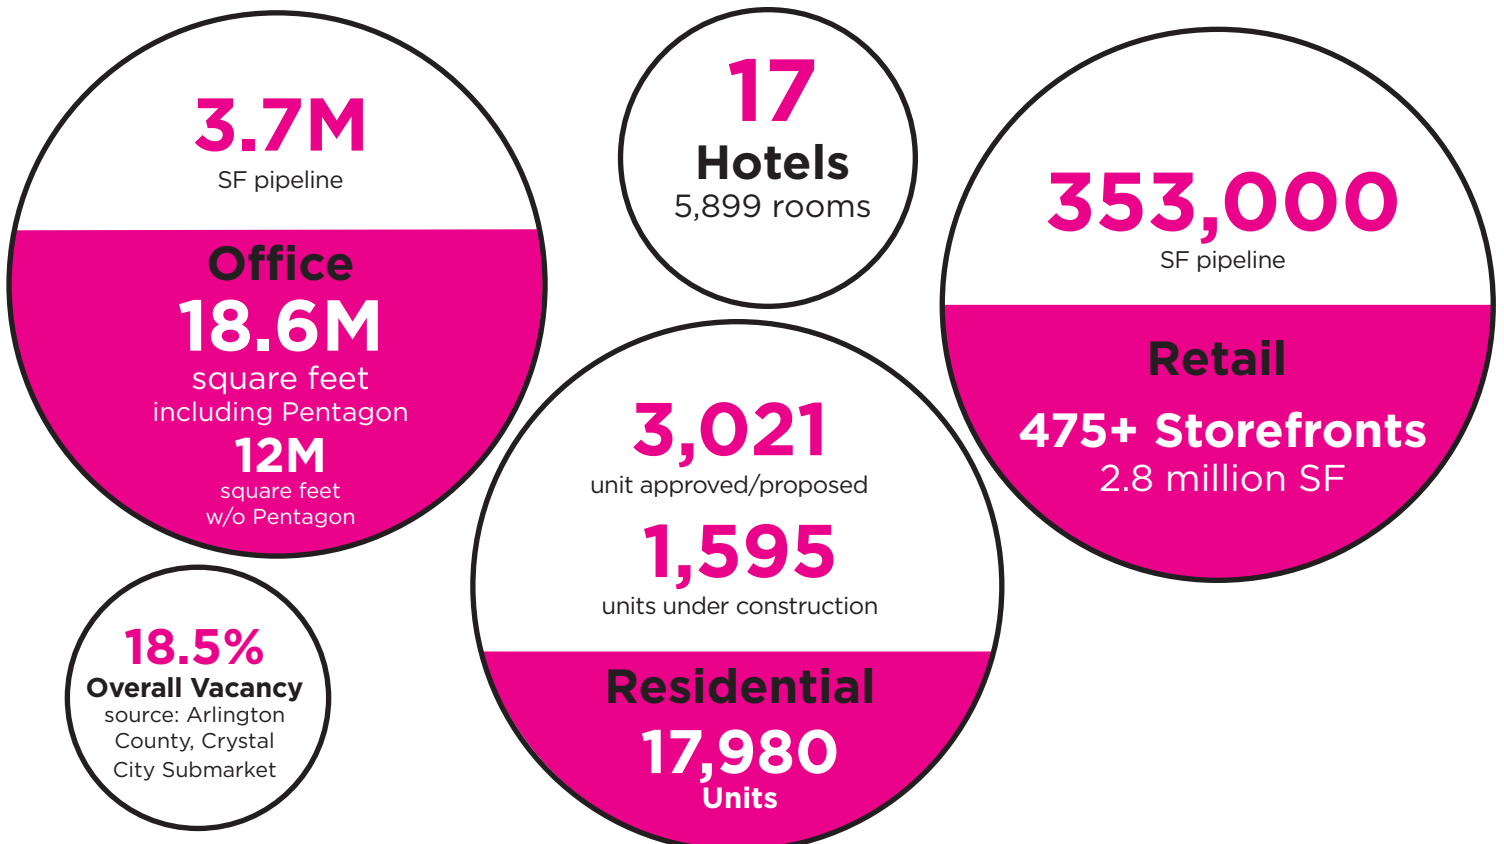 3.7M
SF pipeline
Office
18.6M
square feet
including Pentagon
12M
square feet
w/o Pentagon
18.5%
Overall Vacancy
source: Arlington
County, Crystal
City Submarket
17
Hotels
5,899 rooms
3,021
unit approved/proposed
1,595
units under construction
Residential
17,980
Units
353,000
SF pipeline
Retail
475+ Storefronts
2.8 million SF